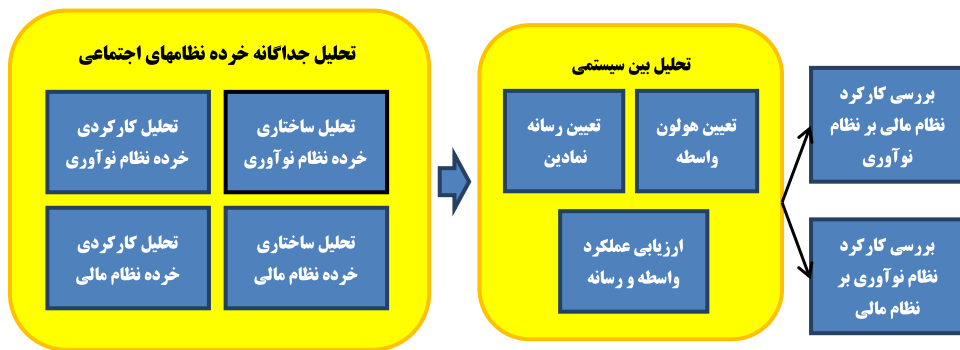 تحلیل جداگانه خرده نظامهای اجتماعی
تحلیل ساختاری
خرده نظام نوآوری
تحلیل کارکردی
خرده نظام نوآوری
تحلیل ساختاری
خرده نظام مالی
تحلیل کارکردی
خرده نظام مالی
تحلیل بین سیستمی
تعیین هولون
واسطه
تعیین رسانه
نمادین
ارزیابی عملکرد
واسطه و رسانه
بررسی کارکرد
نظام مالی بر نظام
نوآوری
بررسی کارکرد
نظام نوآوری بر
نظام مالی